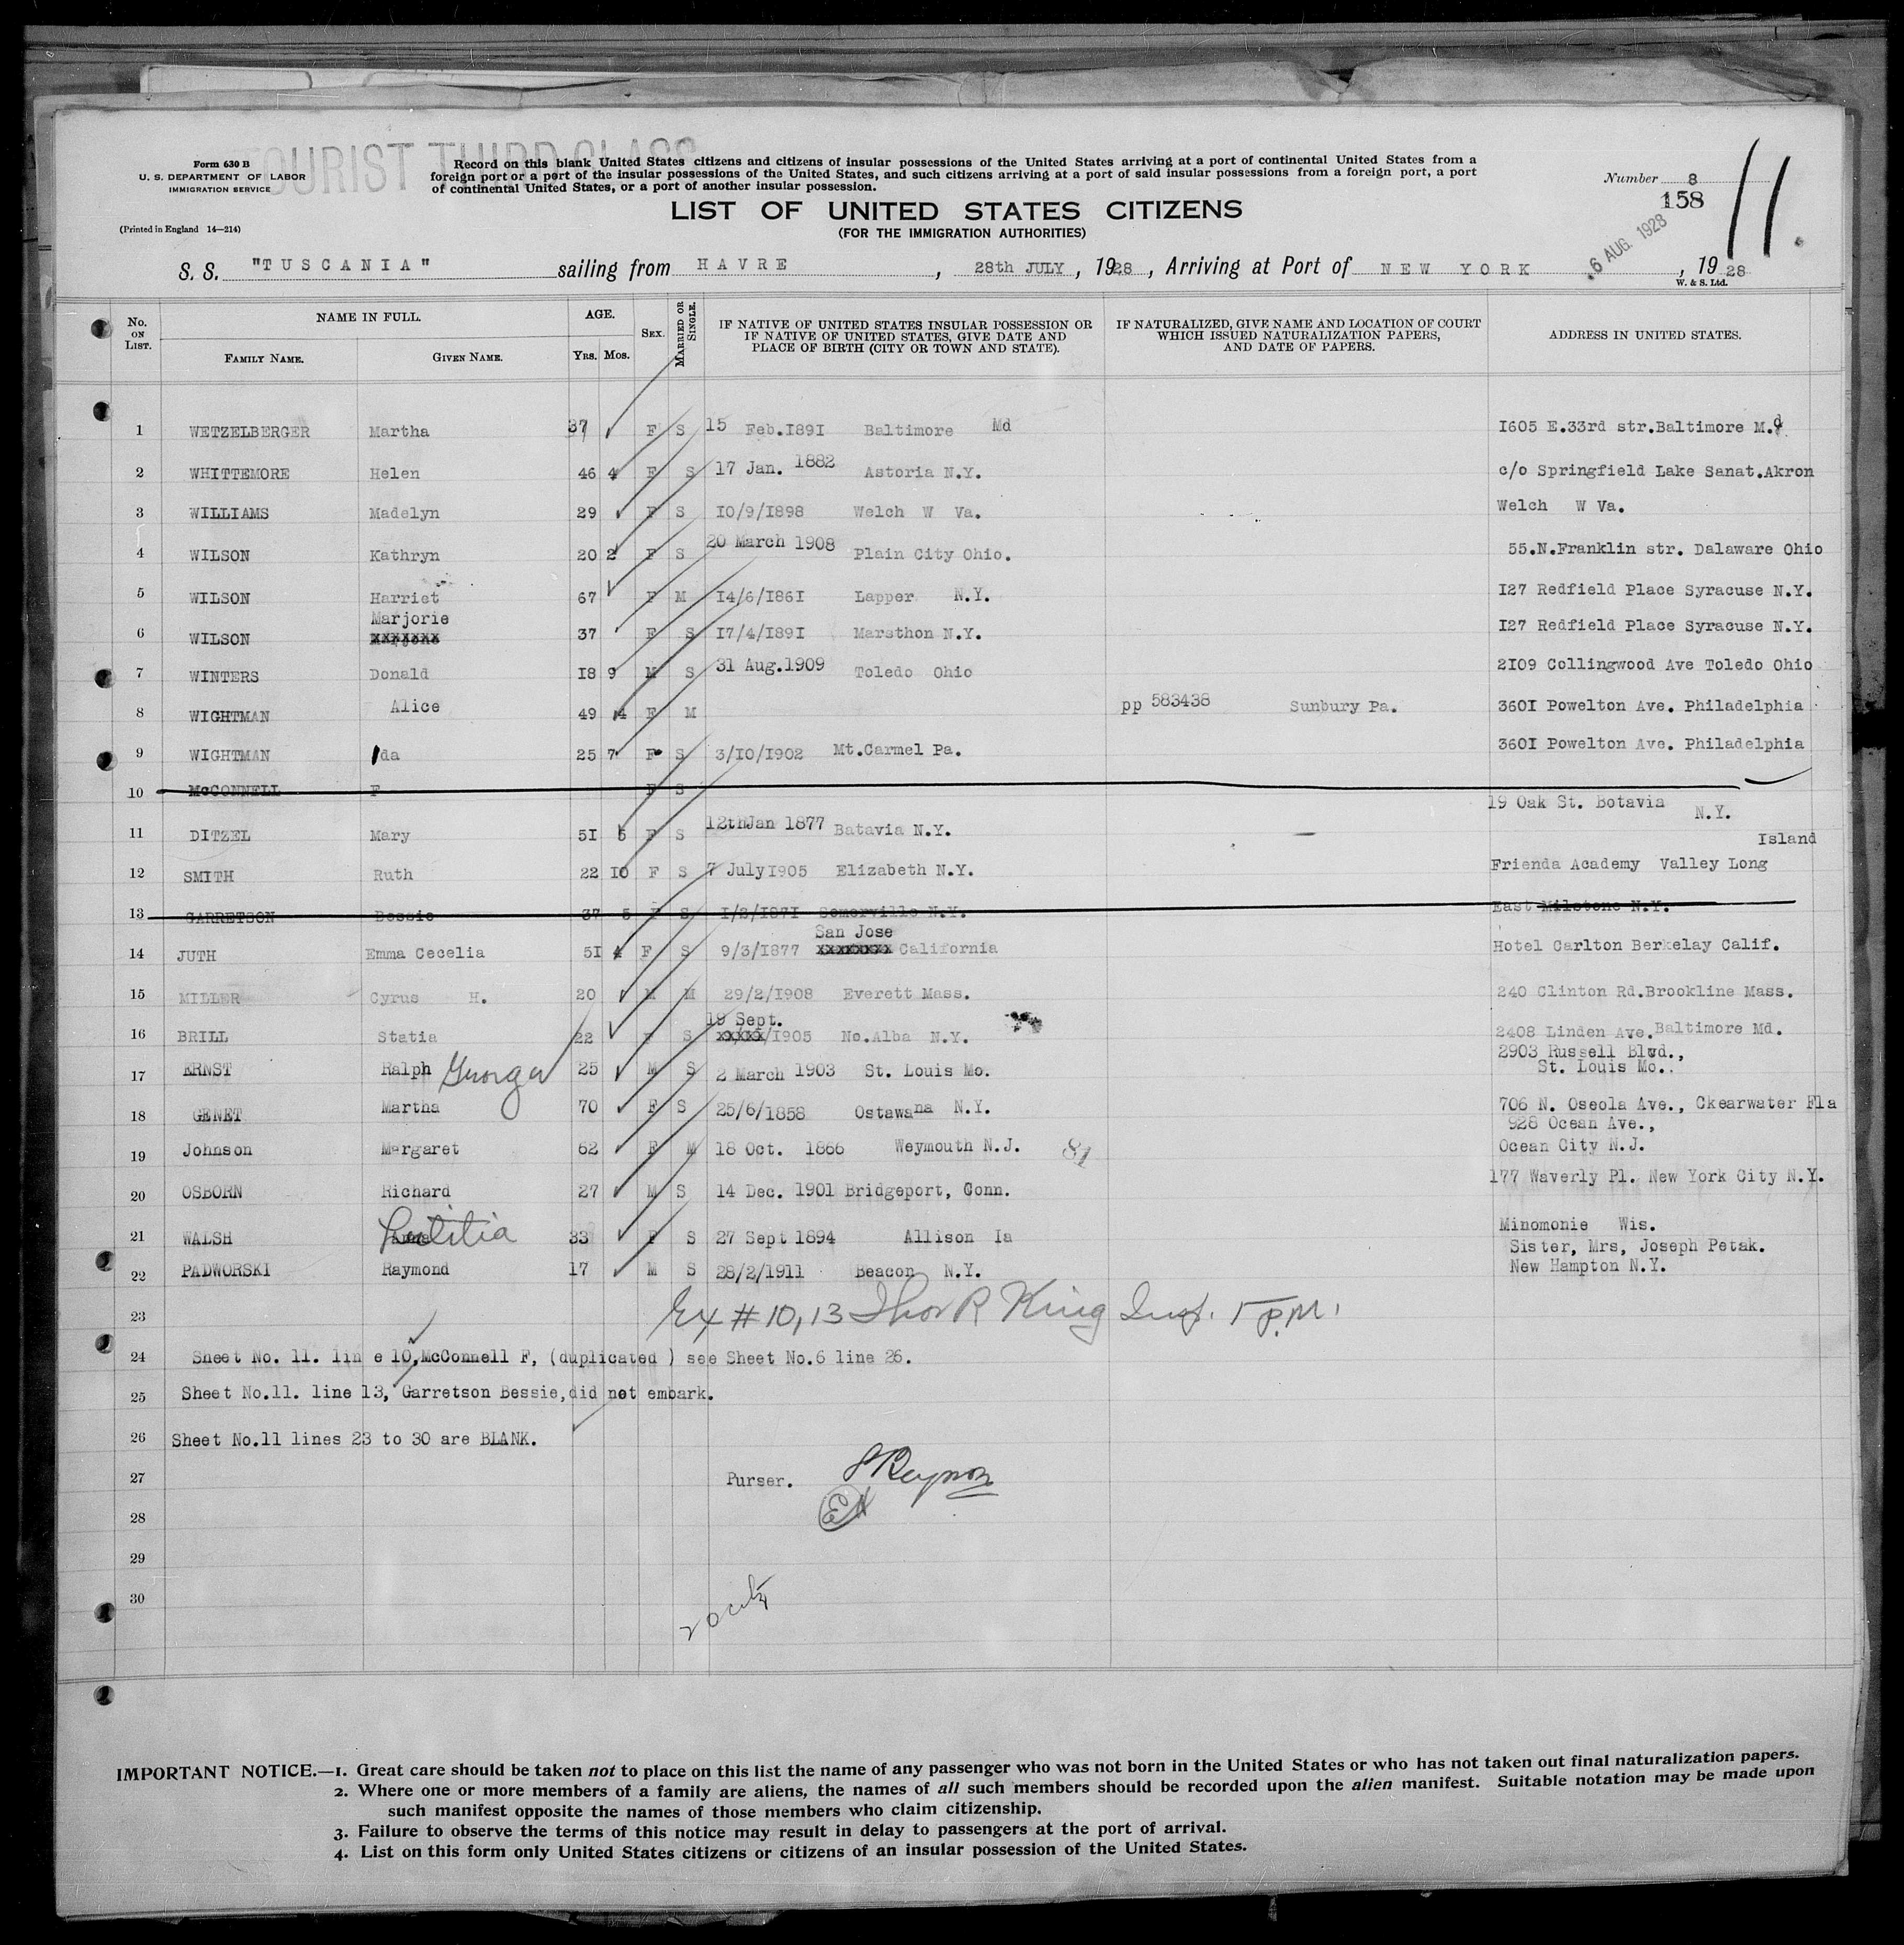 TOURIST THIRD CLASS
Form 630 B
U. S. DEPARTMENT OF LABOR
IMMIGRATION SERVICE
(Printed in England 14—214)
Record on this blank United States citizens and citizens of insular possessions of the United States arriving at a port of continental United States from a
foreign port or a port of the insular possessions of the United States, and such citizens arriving at a port of said insular possessions from a foreign port, a port
of continental United States, or a port of another insular possession.
LIST OF UNITED STATES CITIZENS
(FOR THE IMMIGRATION AUTHORITIES)
Number 8
158
11.
S. S. "TUSCANIA" sailing from HAVRE, 28th JULY, 1928, Arriving at Port of NEW YORK .6 AUG. 1928, 1928
W. & S. Ltd.
No. ON LIST. NAME IN FULL. FAMILY NAME. GIVEN NAME. AGE. YRS. MOS. SEX. MARRIED OR SINGLE. IF NATIVE OF UNITED STATES INSULAR POSSESSION OR IF NATIVE OF UNITED STATES, GIVE DATE AND PLACE OF BIRTH (CITY OR TOWN AND STATE). IF NATURALIZED, GIVE NAME AND LOCATION OF COURT WHICH ISSUED NATURALIZATION PAPERS, AND DATE OF PAPERS. ADDRESS IN UNITED STATES.
1 WETZELBERGER Martha 37 F S 15 Feb.1891 Baltimore Md 1605 E.33rd str.Baltimore M.d
2 WHITTEMORE Helen 46 4 F S 17 Jan. 1882 Astoria N.Y. c/o Springfield Lake Sanat.Akron
3 WILLIAMS Madelyn 29 F S 10/9/1898 Welch W Va. Welch W Va.
4 WILSON Kathryn 20 2 F S 20 March 1908 Plain City Ohio. 55.N.Franklin str. Dalaware Ohio
5 WILSON Harriet 67 F M 14/6/1861 Lapper N.Y. 127 Redfield Place Syracuse N.Y.
6 WILSON Marjorie 37 F S 17/4/1891 Marathon N.Y. 127 Redfield Place Syracuse N.Y.
7 WINTERS Donald 18 9 M S 31 Aug.1909 Toledo Ohio 2109 Collingwood Ave Toledo Ohio
8 WIGHTMAN Alice 49 4 F M pp 583438 Sunbury Pa. 3601 Powelton Ave. Philadelphia
9 WIGHTMAN Ida 25 7 F S 3/10/1902 Mt.Carmel Pa. 3601 Powelton Ave. Philadelphia
10 McCONNELL F F S
11 DITZEL Mary 51 5 F S 12thJan 1877 Batavia N.Y. 19 Oak St. Botavia N.Y.
12 SMITH Ruth 22 10 F S 7 July1905 Elizabeth N.Y. Frienda Academy Valley Long Island
13 GARRETSON Bessie 37 5 F S 1/3/1871 Somerville N.Y. East Milstone N.Y.
14 JUTH Emma Cecelia 51 4 F S 9/3/1877 San Jose California Hotel Carlton Berkelay Calif.
15 MILLER Cyrus H. 20 M M 29/2/1908 Everett Mass. 240 Clinton Rd.Brookline Mass.
16 BRILL Statia 22 F S 19 Sept. /1905 No.Alba N.Y. 2408 Linden Ave.Baltimore Md.
17 ERNST Ralph George 25 M S 2 March 1903 St. Louis Mo. 2903 Russell Blvd., St. Louis Mo..
18 GENET Martha 70 F S 25/6/1858 Ostawana N.Y. 706 N. Oseola Ave., Ckearwater Fla
19 Johnson Margaret 62 F M 18 Oct. 1866 Weymouth N.J. 81 928 Ocean Ave., Ocean City N.J.
20 OSBORN Richard 27 M S 14 Dec. 1901 Bridgeport, Conn. 177 Waverly Pl. New York City N.Y.
21 WALSH Letitia 33 F S 27 Sept 1894 Allison Ia Minomonie Wis.
22 PADWORSKI Raymond 17 M S 28/2/1911 Beacon N.Y. Sister, Mrs, Joseph Petak. New Hampton N.Y.
23 Ex # 10, 13 Thos R King Insp. 5 P.M.
24 Sheet No. 11. lin e 10,McConnell F, (duplicated ) see Sheet No.6 line 26.
25 Sheet No.11. line 13, Garretson Bessie,did not embark.
26 Sheet No.11 lines 23 to 30 are BLANK.
27 Purser.
28 EX
29
30
IMPORTANT NOTICE.—1. Great care should be taken not to place on this list the name of any passenger who was not born in the United States or who has not taken out final naturalization papers.
2. Where one or more members of a family are aliens, the names of all such members should be recorded upon the alien manifest. Suitable notation may be made upon
such manifest opposite the names of those members who claim citizenship.
3. Failure to observe the terms of this notice may result in delay to passengers at the port of arrival.
4. List on this form only United States citizens or citizens of an insular possession of the United States.